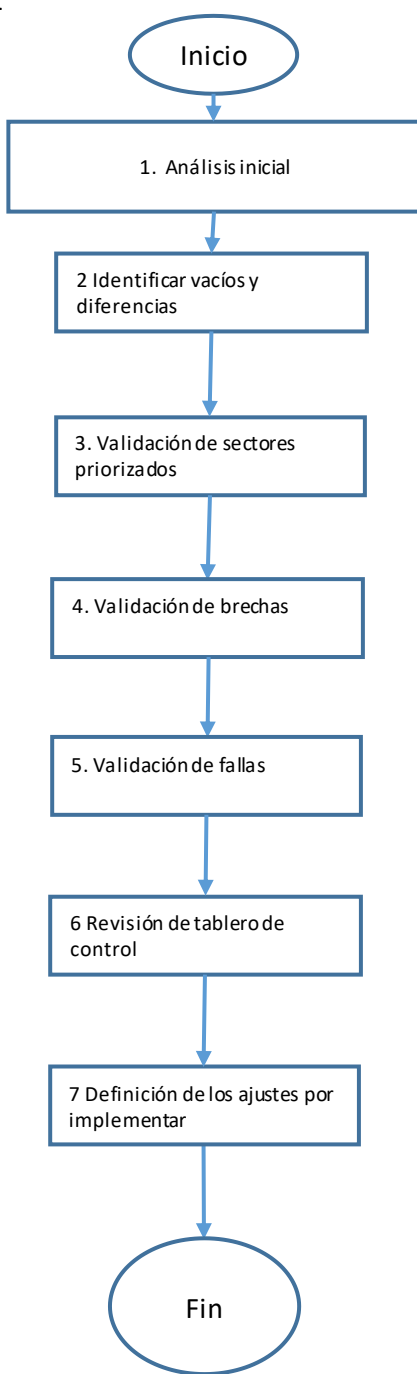 Inicio
1. Análisis inicial
2 Identificar vacíos y
diferencias
3. Validación de sectores
priorizados
4. Validación de brechas
5. Validación de fallas
6 Revisión de tablero de
control
7 Definición de los ajustes por
implementar
Fin